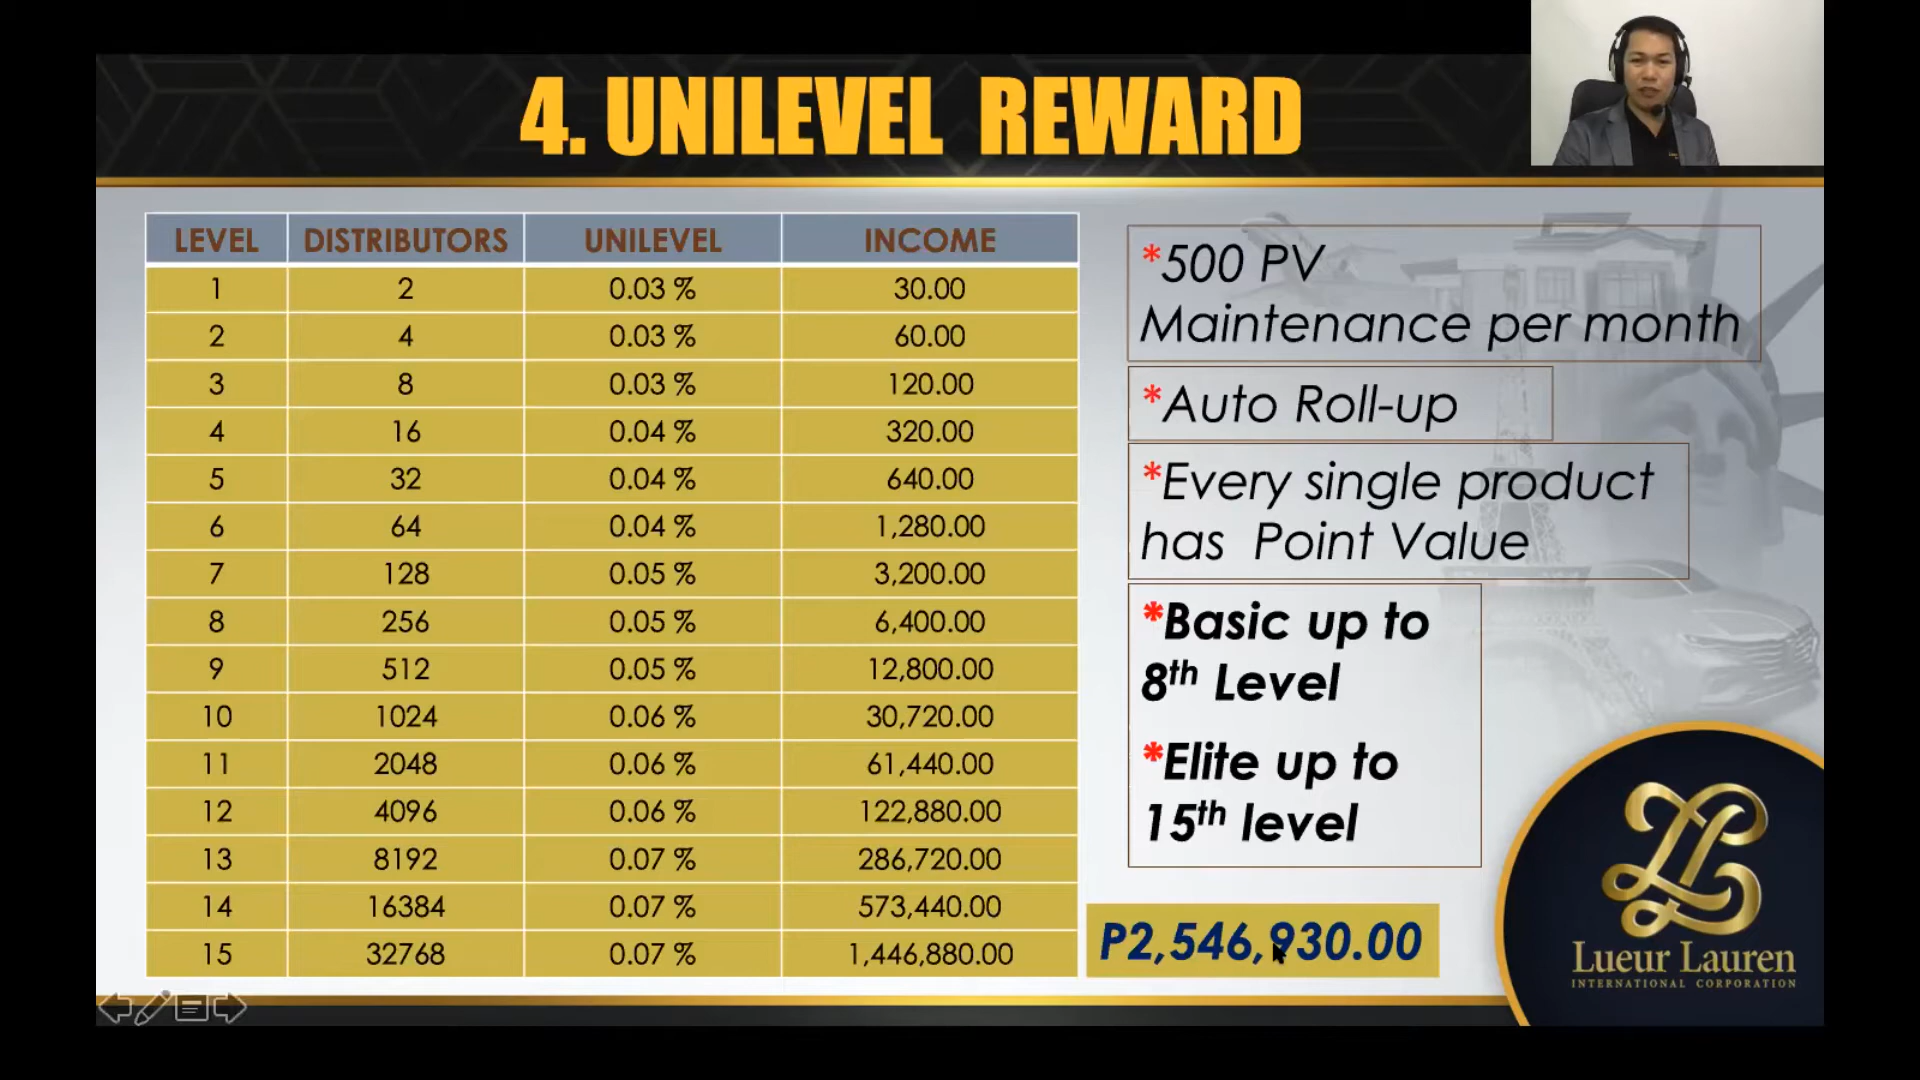 4. UNILEVEL REWARD
LEVEL DISTRIBUTORS UNILEVEL INCOME
1 2 0.03 % 30.00
2 4 0.03 % 60.00
3 8 0.03 % 120.00
4 16 0.04 % 320.00
5 32 0.04 % 640.00
6 64 0.04 % 1,280.00
7 128 0.05 % 3,200.00
8 256 0.05 % 6,400.00
9 512 0.05 % 12,800.00
10 1024 0.06 % 30,720.00
11 2048 0.06 % 61,440.00
12 4096 0.06 % 122,880.00
13 8192 0.07 % 286,720.00
14 16384 0.07 % 573,440.00
15 32768 0.07 % 1,446,880.00
*500 PV
Maintenance per month
*Auto Roll-up
*Every single product
has Point Value
*Basic up to
8th Level
*Elite up to
15th level
P2,546,930.00
Lueur Lauren
INTERNATIONAL CORPORATION